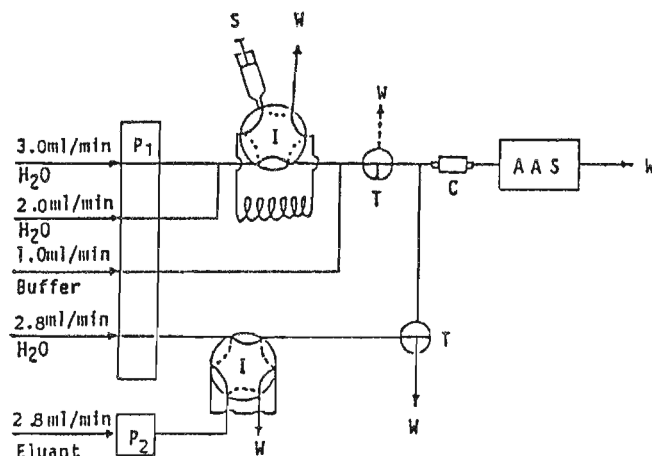 S
W
W
I
3.0ml/min
P1
H2O
AAS
W
T
C
2.0ml/min
H2O
1.0ml/min
Buffer
2.8ml/min
H2O
T
I
W
2.8ml/min
P2
W
Eluant